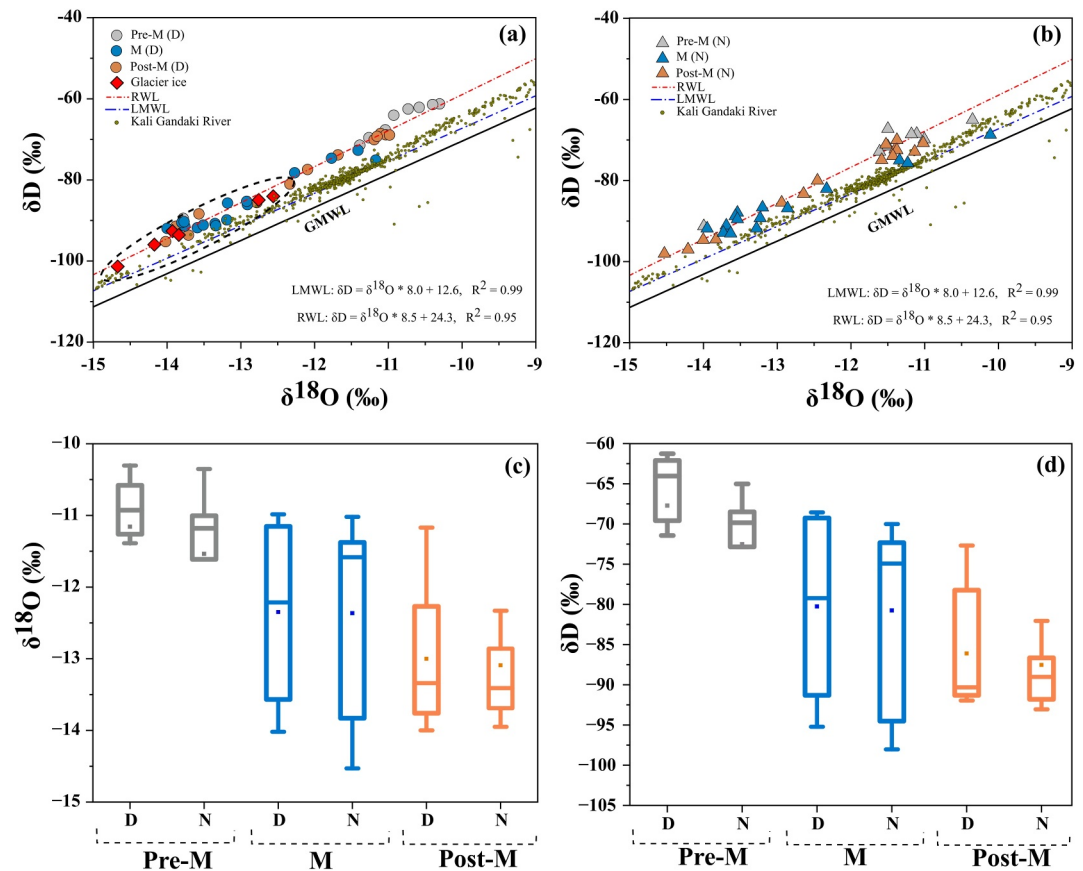 (a)
-40
-60
-80
-100
-120
δD (‰)
Pre-M (D)
M (D)
Post-M (D)
Glacier ice
RWL
LMWL
Kali Gandaki River
GMWL
LMWL: δD = δ18O * 8.0 + 12.6, R2 = 0.99
RWL: δD = δ18O * 8.5 + 24.3, R2 = 0.95
-15 -14 -13 -12 -11 -10 -9
δ18O (‰)
(b)
-40
-60
-80
-100
-120
δD (‰)
Pre-M (N)
M (N)
Post-M (N)
RWL
LMWL
Kali Gandaki River
GMWL
LMWL: δD = δ18O * 8.0 + 12.6, R2 = 0.99
RWL: δD = δ18O * 8.5 + 24.3, R2 = 0.95
-15 -14 -13 -12 -11 -10 -9
δ18O (‰)
(c)
−10
−11
−12
−13
−14
−15
δ18O (‰)
D N D N D N
Pre-M M Post-M
(d)
−60
−65
−70
−75
−80
−85
−90
−95
−100
−105
δD (‰)
D N D N D N
Pre-M M Post-M